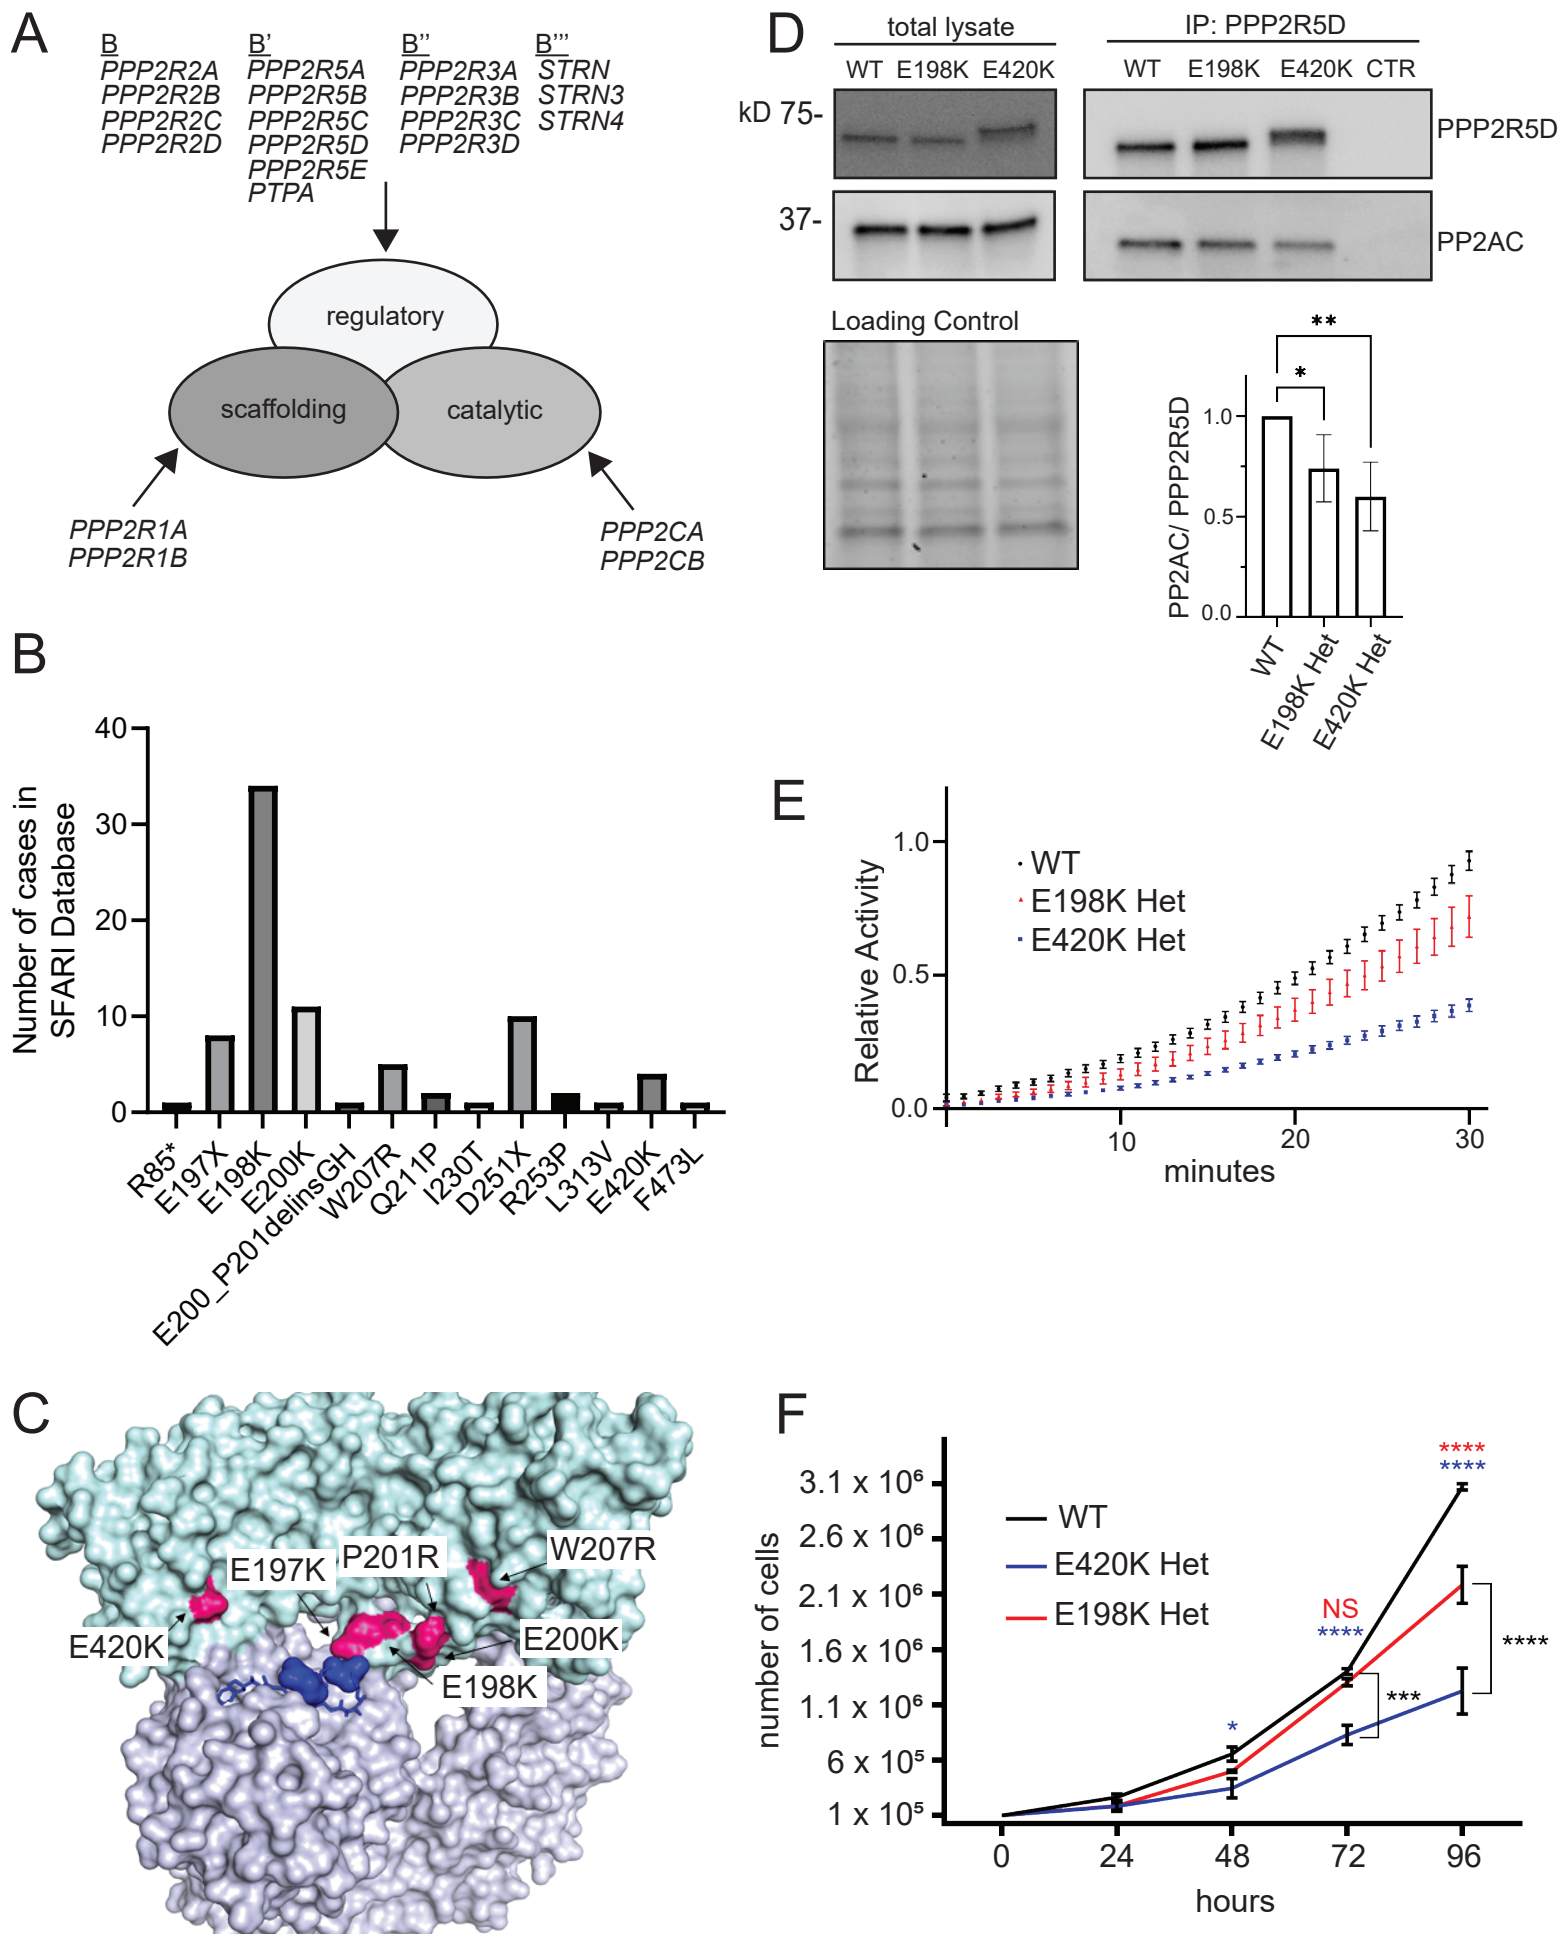 A
B
PPP2R2A
PPP2R2B
PPP2R2C
PPP2R2D
B'
PPP2R5A
PPP2R5B
PPP2R5C
PPP2R5D
PPP2R5E
PTPA
B''
PPP2R3A
PPP2R3B
PPP2R3C
PPP2R3D
B'''
STRN
STRN3
STRN4
regulatory
scaffolding
catalytic
PPP2R1A
PPP2R1B
PPP2CA
PPP2CB
B
Number of cases in
SFARI Database
40
30
20
10
0
R85*
E197X
E198K
E200K
E200_P201delinsGH
W207R
Q211P
I230T
D251X
R253P
L313V
E420K
F473L
C
E197K
P201R
W207R
E420K
E200K
E198K
D
total lysate
IP: PPP2R5D
WT E198K E420K
WT E198K E420K CTR
kD 75-
PPP2R5D
37-
PP2AC
Loading Control
**
*
PP2AC/ PPP2R5D
1.0
0.5
0.0
WT
E198K Het
E420K Het
E
Relative Activity
1.0
0.5
0.0
WT
E198K Het
E420K Het
10 20 30
minutes
F
number of cells
3.1 x 10⁶
2.6 x 10⁶
2.1 x 10⁶
1.6 x 10⁶
1.1 x 10⁶
6 x 10⁵
1 x 10⁵
WT
E420K Het
E198K Het
*
NS
****
***
****
****
****
0 24 48 72 96
hours